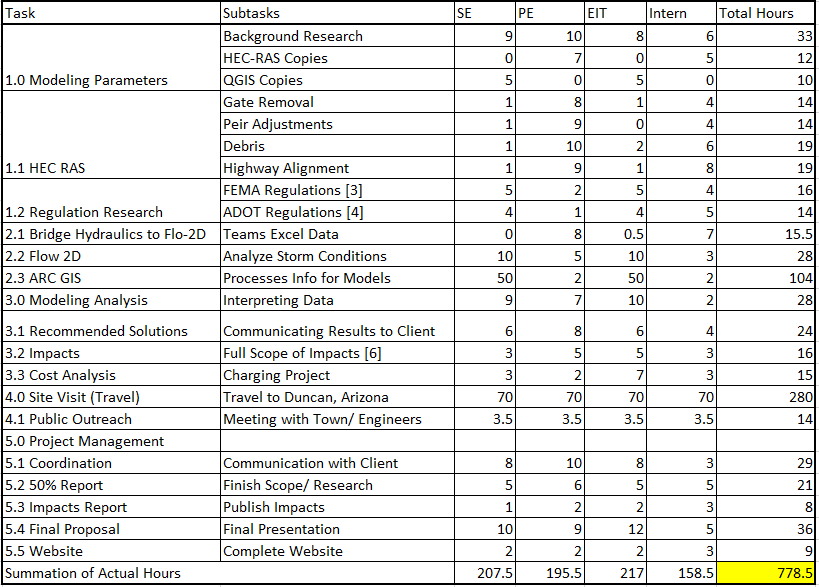 Task Subtasks SE PE EIT Intern Total Hours
Background Research 9 10 8 6 33
HEC-RAS Copies 0 7 0 5 12
1.0 Modeling Parameters QGIS Copies 5 0 5 0 10
Gate Removal 1 8 1 4 14
Peir Adjustments 1 9 0 4 14
Debris 1 10 2 6 19
1.1 HEC RAS Highway Alignment 1 9 1 8 19
FEMA Regulations [3] 5 2 5 4 16
1.2 Regulation Research ADOT Regulations [4] 4 1 4 5 14
2.1 Bridge Hydraulics to Flo-2D Teams Excel Data 0 8 0.5 7 15.5
2.2 Flow 2D Analyze Storm Conditions 10 5 10 3 28
2.3 ARC GIS Processes Info for Models 50 2 50 2 104
3.0 Modeling Analysis Interpreting Data 9 7 10 2 28
3.1 Recommended Solutions Communicating Results to Client 6 8 6 4 24
3.2 Impacts Full Scope of Impacts [6] 3 5 5 3 16
3.3 Cost Analysis Charging Project 3 2 7 3 15
4.0 Site Visit (Travel) Travel to Duncan, Arizona 70 70 70 70 280
4.1 Public Outreach Meeting with Town/ Engineers 3.5 3.5 3.5 3.5 14
5.0 Project Management
5.1 Coordination Communication with Client 8 10 8 3 29
5.2 50% Report Finish Scope/ Research 5 6 5 5 21
5.3 Impacts Report Publish Impacts 1 2 2 3 8
5.4 Final Proposal Final Presentation 10 9 12 5 36
5.5 Website Complete Website 2 2 2 3 9
Summation of Actual Hours 207.5 195.5 217 158.5 778.5